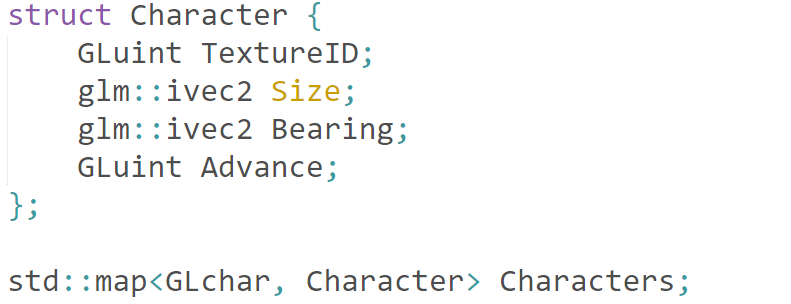 struct Character {
    GLuint TextureID;
    glm::ivec2 Size;
    glm::ivec2 Bearing;
    GLuint Advance;
};

std::map<GLchar, Character> Characters;